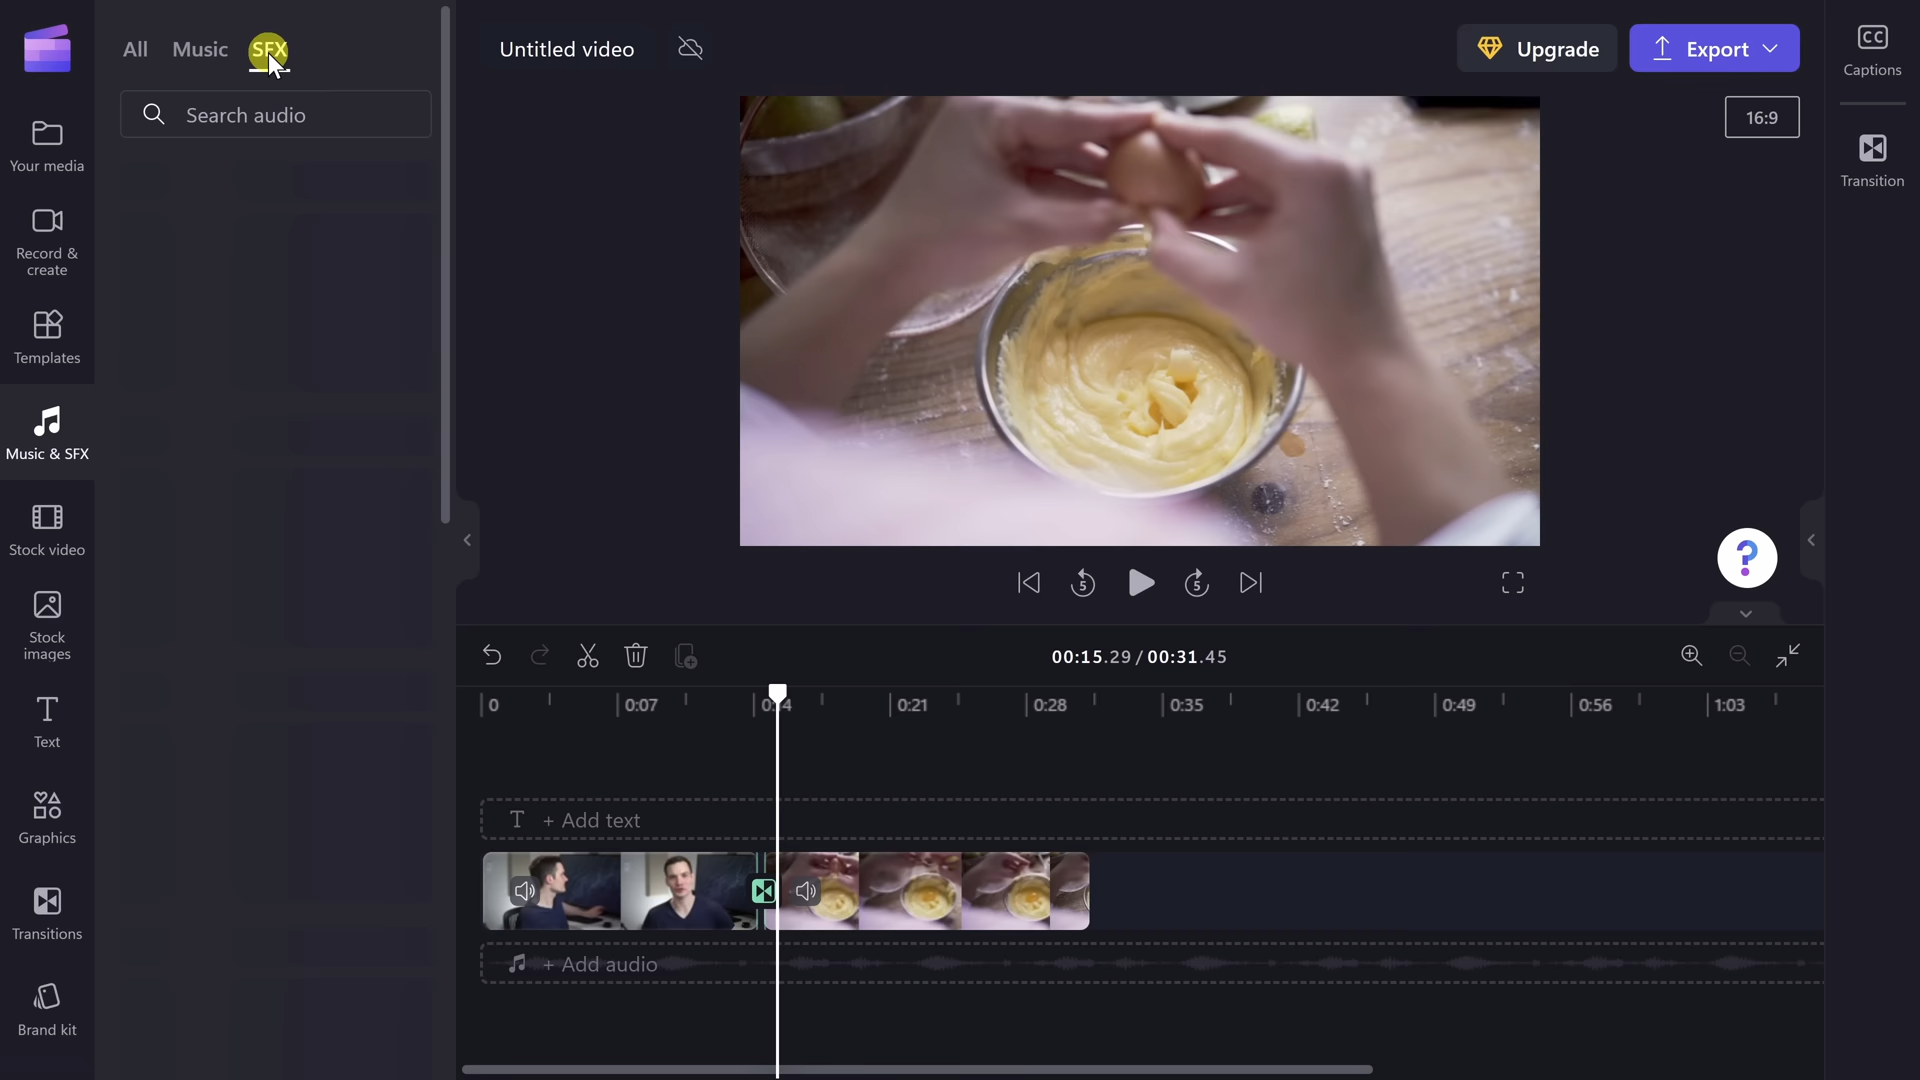 All Music SFX
Search audio
Your media
Record &
create
Templates
Music & SFX
Stock video
Stock
images
Text
Graphics
Transitions
Brand kit
Untitled video
Upgrade
Export
CC
Captions
16:9
Transition
5
5
?
00:15.29 / 00:31.45
0 0:07 0:14 0:21 0:28 0:35 0:42 0:49 0:56 1:03
T + Add text
+ Add audio